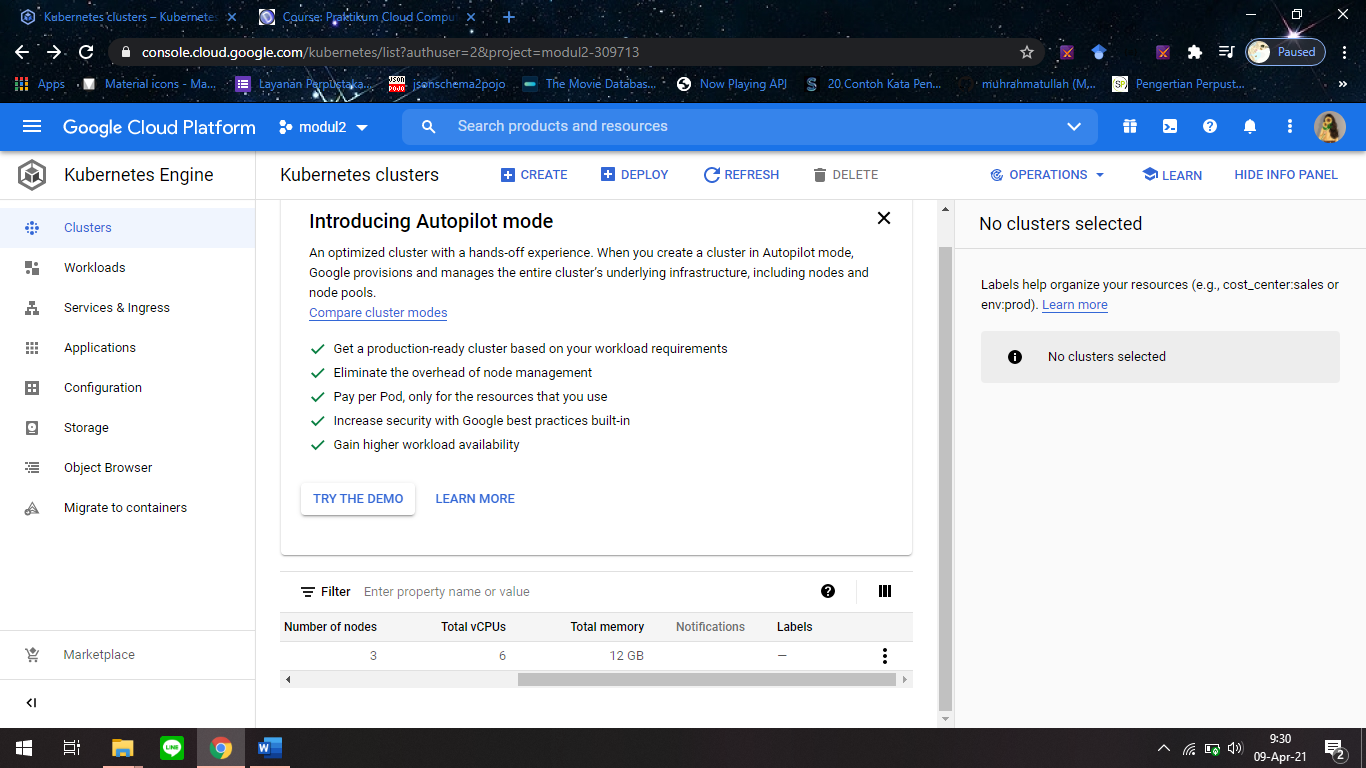 Kubernetes clusters – Kubernetes
Course: Praktikum Cloud Comput
console.cloud.google.com/kubernetes/list?authuser=2&project=modul2-309713
Paused
Apps
Material icons - Ma...
Layanan Perpustaka...
jsonschema2pojo
The Movie Databas...
Now Playing API
20 Contoh Kata Pen...
muhrahmatullah (M,...
Pengertian Perpust...
»
Google Cloud Platform
modul2
Search products and resources
Kubernetes Engine
Kubernetes clusters
CREATE
DEPLOY
REFRESH
DELETE
OPERATIONS
LEARN
HIDE INFO PANEL
Clusters
Workloads
Services & Ingress
Applications
Configuration
Storage
Object Browser
Migrate to containers
Marketplace
Introducing Autopilot mode
An optimized cluster with a hands-off experience. When you create a cluster in Autopilot mode,
Google provisions and manages the entire cluster's underlying infrastructure, including nodes and
node pools.
Compare cluster modes
Get a production-ready cluster based on your workload requirements
Eliminate the overhead of node management
Pay per Pod, only for the resources that you use
Increase security with Google best practices built-in
Gain higher workload availability
TRY THE DEMO
LEARN MORE
Filter
Enter property name or value
Number of nodes Total vCPUs Total memory Notifications Labels
3 6 12 GB —
No clusters selected
Labels help organize your resources (e.g., cost_center:sales or
env:prod). Learn more
No clusters selected
LINE
9:30
09-Apr-21
2